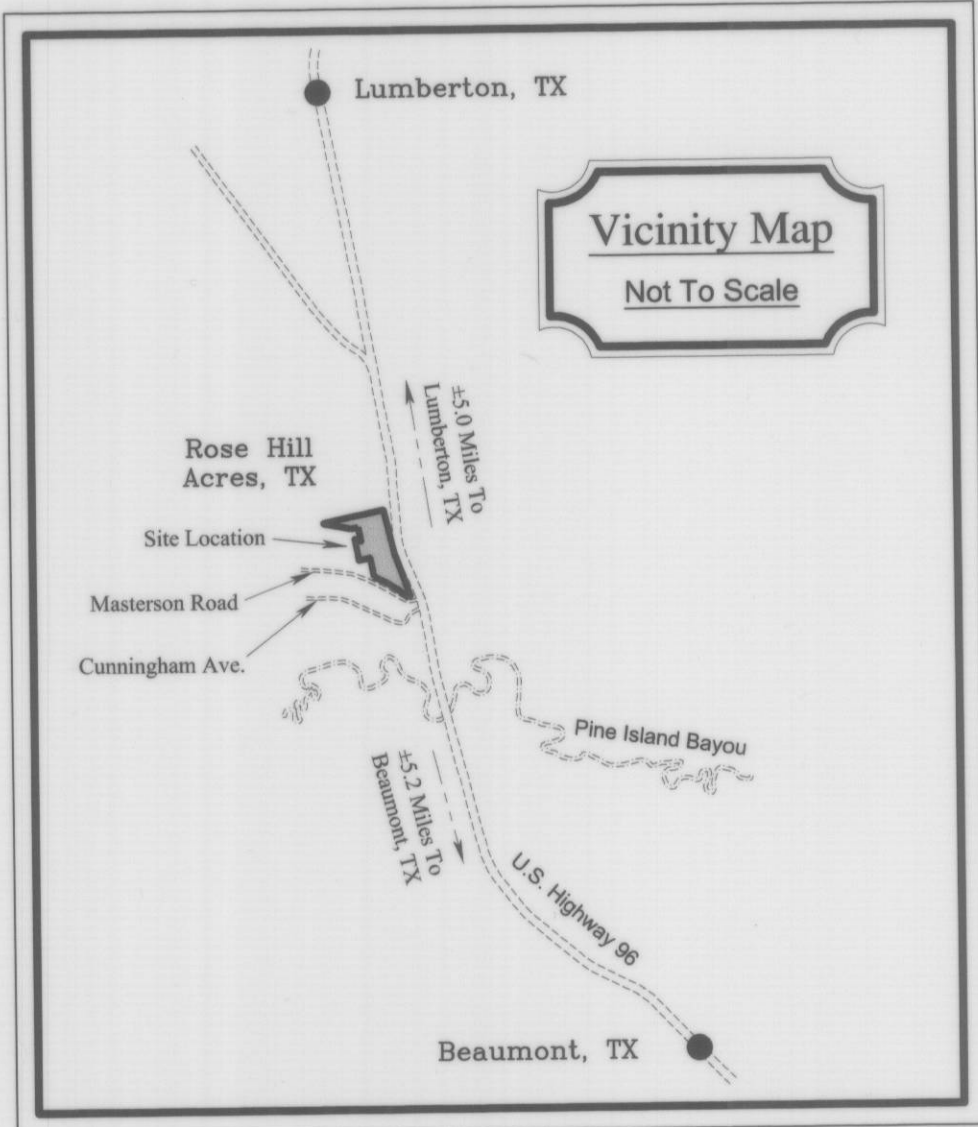 Lumberton, TX
Vicinity Map
Not To Scale
±5.0 Miles To
Lumberton, TX
Rose Hill
Acres, TX
Site Location
Masterson Road
Cunningham Ave.
Pine Island Bayou
±5.2 Miles To
Beaumont, TX
U.S. Highway 96
Beaumont, TX